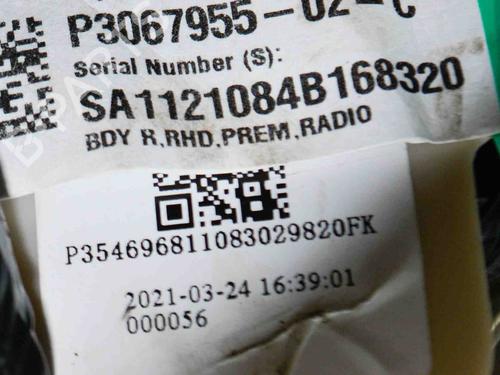 P3067955-02-C
Serial Number (S):
SA1121084B168320
BDY H.RHD.PREM.RADIO
P354696811083029820FK
2021-03-24 16:39:01
000056